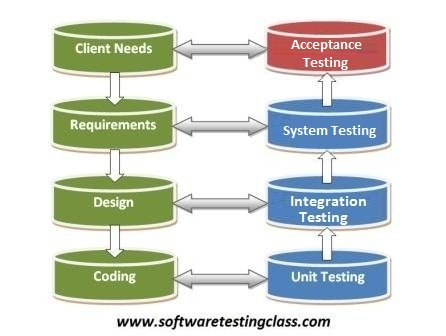 Client Needs
Acceptance
Testing
Requirements
System Testing
Design
Integration
Testing
Coding
Unit Testing
www.softwaretestingclass.com